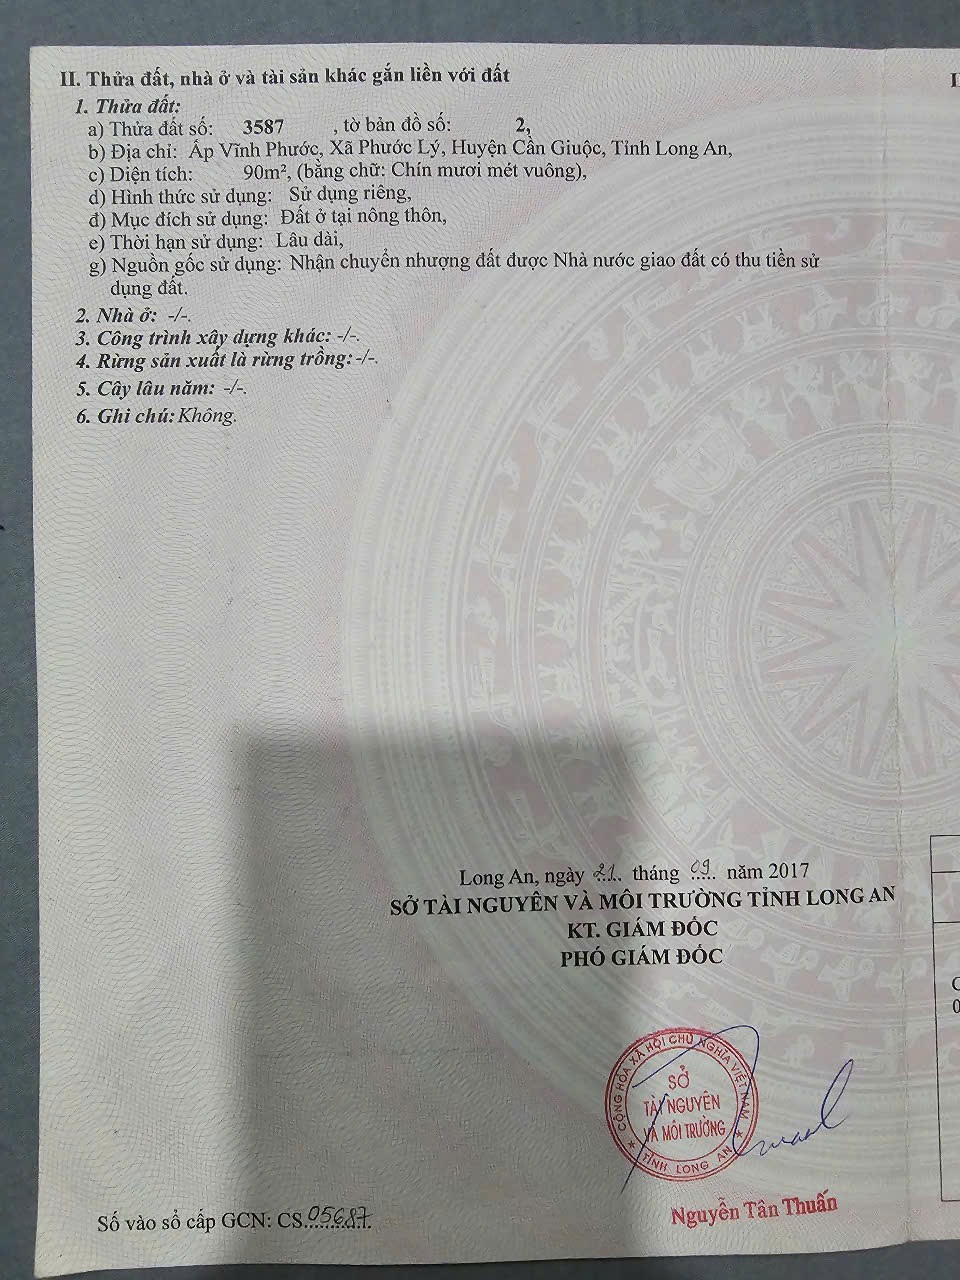 II. Thửa đất, nhà ở và tài sản khác gắn liền với đất
1. Thửa đất:
a) Thửa đất số: 3587 , tờ bản đồ số: 2,
b) Địa chỉ: Ấp Vĩnh Phước, Xã Phước Lý, Huyện Cần Giuộc, Tỉnh Long An,
c) Diện tích: 90m², (bằng chữ: Chín mươi mét vuông),
d) Hình thức sử dụng: Sử dụng riêng,
đ) Mục đích sử dụng: Đất ở tại nông thôn,
e) Thời hạn sử dụng: Lâu dài,
g) Nguồn gốc sử dụng: Nhận chuyển nhượng đất được Nhà nước giao đất có thu tiền sử
dụng đất.
2. Nhà ở: -/-.
3. Công trình xây dựng khác: -/-.
4. Rừng sản xuất là rừng trồng: -/-.
5. Cây lâu năm: -/-.
6. Ghi chú: Không.
Long An, ngày 21 tháng 09 năm 2017
SỞ TÀI NGUYÊN VÀ MÔI TRƯỜNG TỈNH LONG AN
KT. GIÁM ĐỐC
PHÓ GIÁM ĐỐC
CỘNG HÒA XÃ HỘI CHỦ NGHĨA VIỆT NAM
SỞ
TÀI NGUYÊN
VÀ MÔI TRƯỜNG
TỈNH LONG AN
Nguyễn Tân Thuấn
Số vào sổ cấp GCN: CS 05687